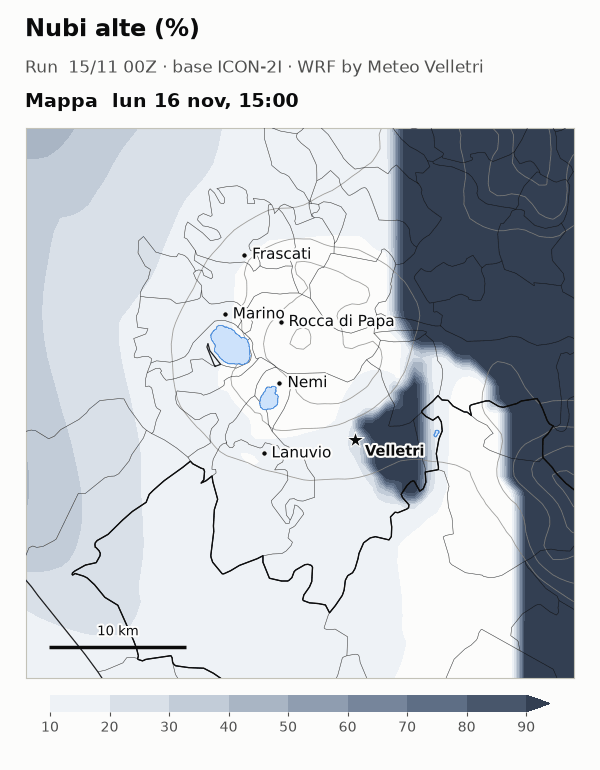 Nubi alte (%)
Run  15/11 00Z · base ICON-2I · WRF by Meteo Velletri
Mappa  lun 16 nov, 15:00
Frascati
Marino
Rocca di Papa
Nemi
Velletri
Lanuvio
10 km
10 20 30 40 50 60 70 80 90